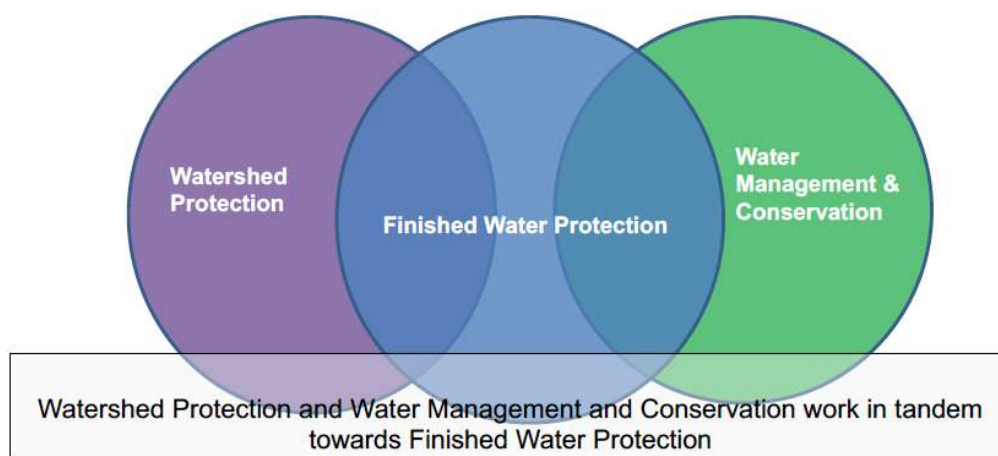 Watershed
Protection
Finished Water Protection
Water
Management &
Conservation
Watershed Protection and Water Management and Conservation work in tandem
towards Finished Water Protection